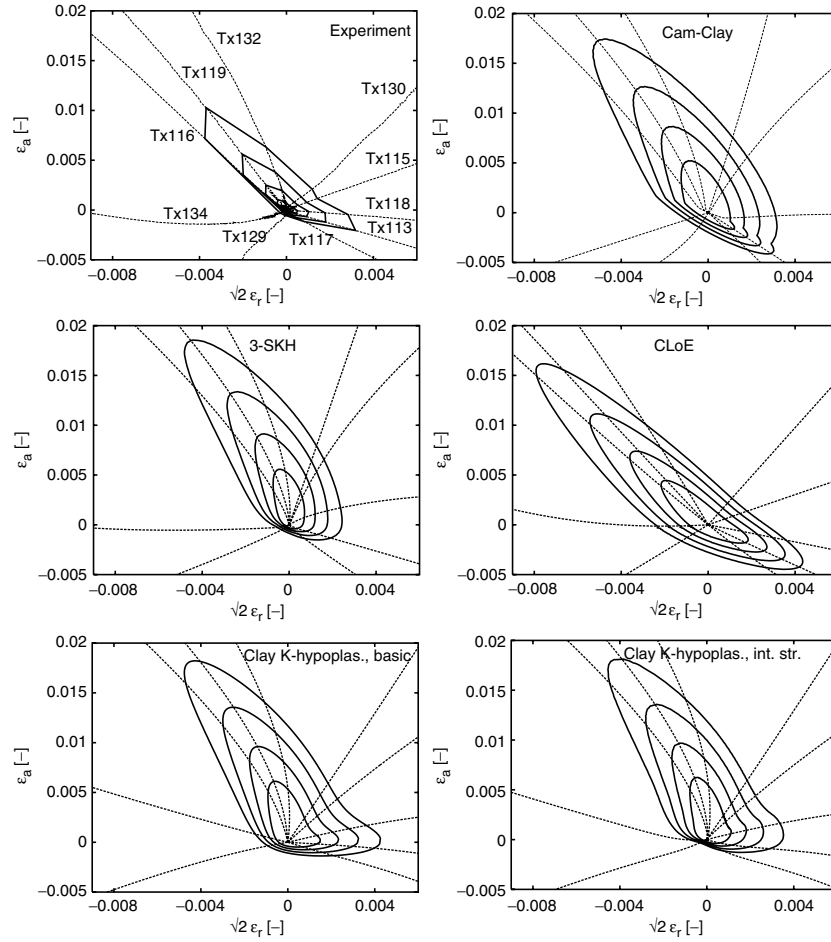 0.02
0.015
0.01
0.005
0
−0.005
εa [−]
−0.008
−0.004
0
0.004
√2 εr [−]
Experiment
Tx132
Tx119
Tx130
Tx116
Tx115
Tx118
Tx134
Tx113
Tx129
Tx117
0.02
0.015
0.01
0.005
0
−0.005
εa [−]
−0.008
−0.004
0
0.004
√2 εr [−]
Cam-Clay
0.02
0.015
0.01
0.005
0
−0.005
εa [−]
−0.008
−0.004
0
0.004
√2 εr [−]
3-SKH
0.02
0.015
0.01
0.005
0
−0.005
εa [−]
−0.008
−0.004
0
0.004
√2 εr [−]
CLoE
0.02
0.015
0.01
0.005
0
−0.005
εa [−]
−0.008
−0.004
0
0.004
√2 εr [−]
Clay K-hypoplas., basic
0.02
0.015
0.01
0.005
0
−0.005
εa [−]
−0.008
−0.004
0
0.004
√2 εr [−]
Clay K-hypoplas., int. str.